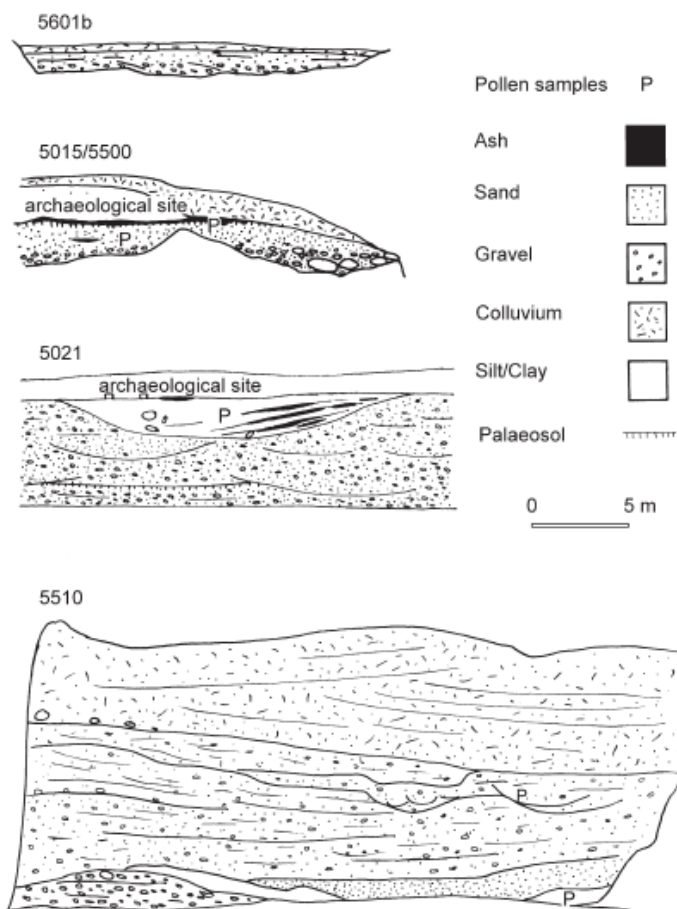 5601b
5015/5500
archaeological site
P
P
5021
archaeological site
P
5510
P
P
Pollen samples P
Ash
Sand
Gravel
Colluvium
Silt/Clay
Palaeosol
0 5 m